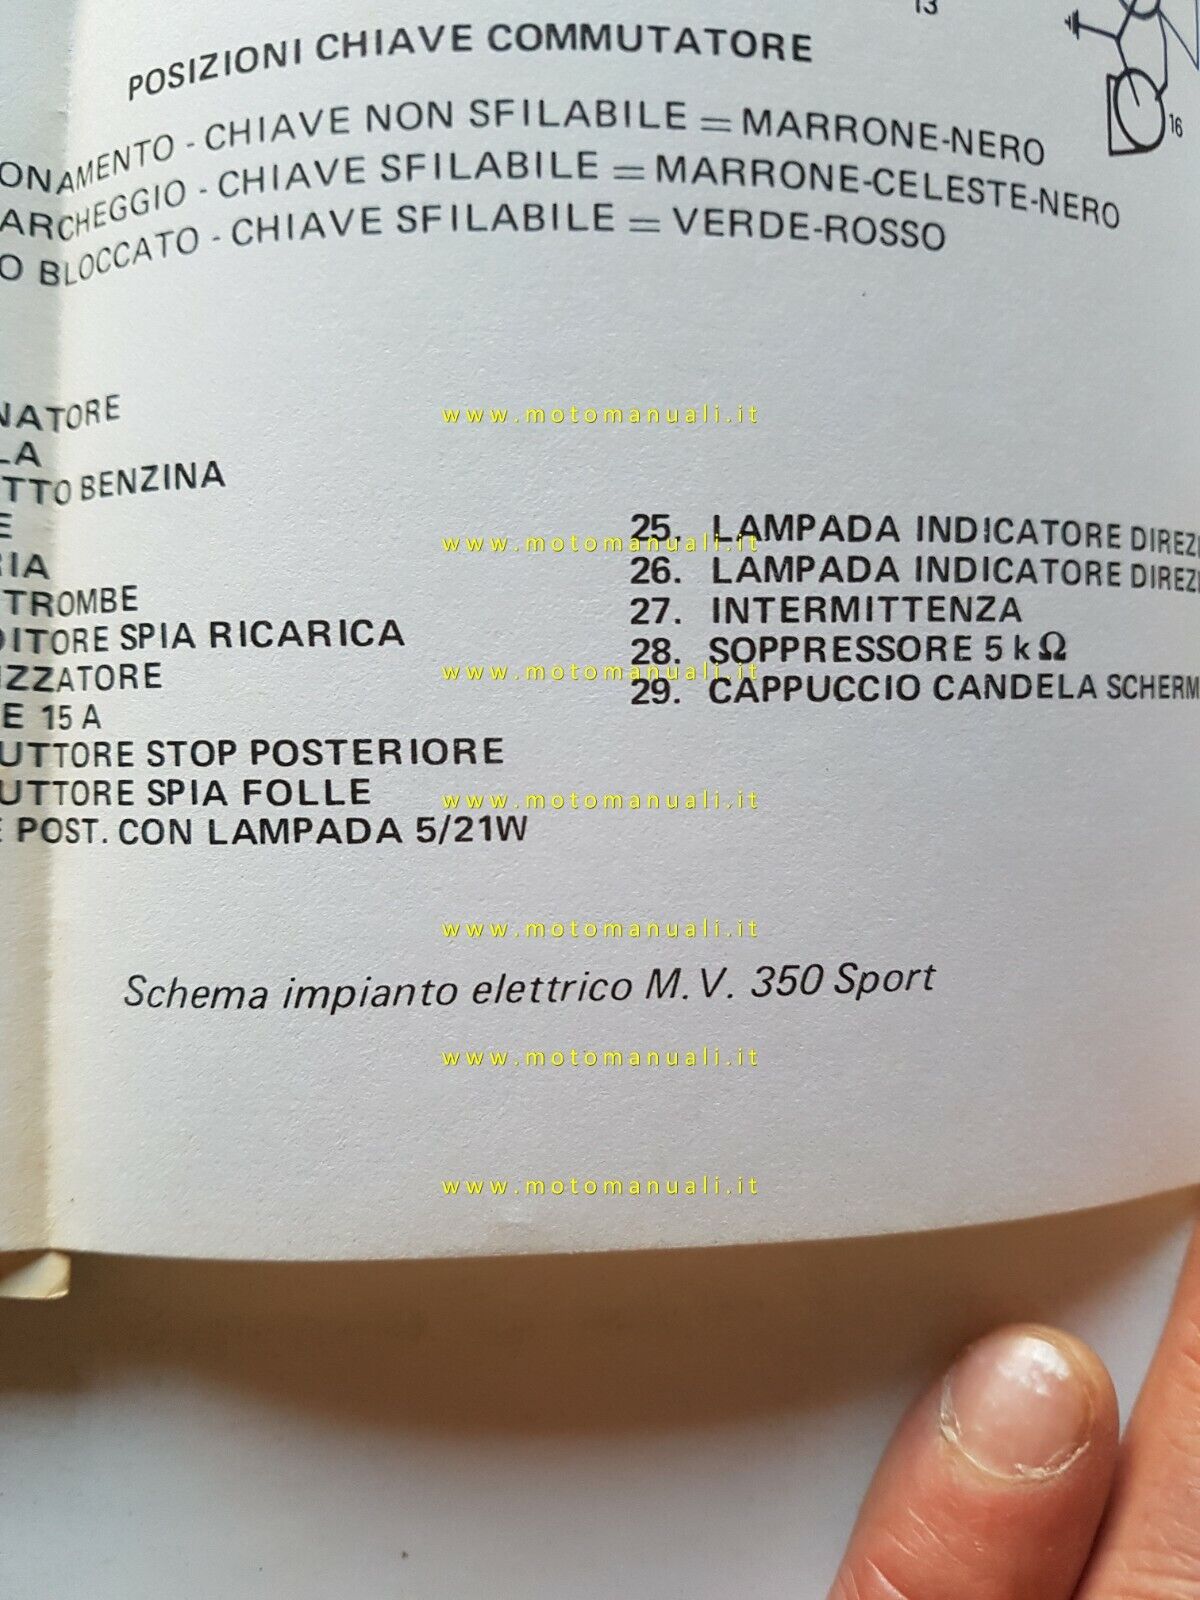 13
16
POSIZIONI CHIAVE COMMUTATORE
ONAMENTO - CHIAVE NON SFILABILE = MARRONE-NERO
ARCHEGGIO - CHIAVE SFILABILE = MARRONE-CELESTE-NERO
O BLOCCATO - CHIAVE SFILABILE = VERDE-ROSSO
NATORE
LA
TTO BENZINA
E
RIA
TROMBE
DITORE SPIA RICARICA
IZZATORE
E 15 A
UTTORE STOP POSTERIORE
UTTORE SPIA FOLLE
E POST. CON LAMPADA 5/21W
25. LAMPADA INDICATORE DIREZI
26. LAMPADA INDICATORE DIREZI
27. INTERMITTENZA
28. SOPPRESSORE 5 k Ω
29. CAPPUCCIO CANDELA SCHERM
Schema impianto elettrico M. V. 350 Sport
www.motomanuali.it
www.motomanuali.it
www.motomanuali.it
www.motomanuali.it
www.motomanuali.it
www.motomanuali.it
www.motomanuali.it